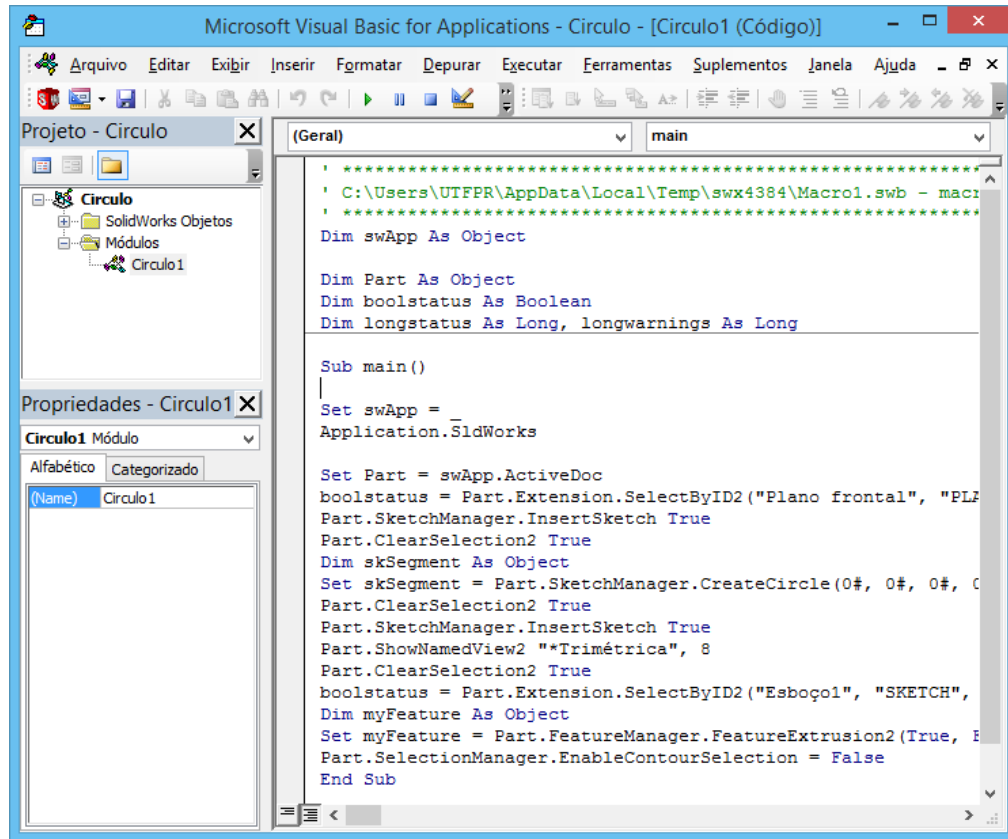 Microsoft Visual Basic for Applications - Circulo - [Circulo1 (Código)]
Arquivo Editar Exibir Inserir Formatar Depurar Executar Ferramentas Suplementos Janela Ajuda
Projeto - Circulo
Circulo
SolidWorks Objetos
Módulos
Circulo1
Propriedades - Circulo1
Circulo1 Módulo
Alfabético Categorizado
(Name) Circulo1
(Geral) main
' ************************************************************
' C:\Users\UTFPR\AppData\Local\Temp\swx4384\Macro1.swb - macr
' ************************************************************
Dim swApp As Object
Dim Part As Object
Dim boolstatus As Boolean
Dim longstatus As Long, longwarnings As Long
Sub main()
Set swApp = _
Application.SldWorks
Set Part = swApp.ActiveDoc
boolstatus = Part.Extension.SelectByID2("Plano frontal", "PLA
Part.SketchManager.InsertSketch True
Part.ClearSelection2 True
Dim skSegment As Object
Set skSegment = Part.SketchManager.CreateCircle(0#, 0#, 0#, 0
Part.ClearSelection2 True
Part.SketchManager.InsertSketch True
Part.ShowNamedView2 "*Trimétrica", 8
Part.ClearSelection2 True
boolstatus = Part.Extension.SelectByID2("Esboço1", "SKETCH",
Dim myFeature As Object
Set myFeature = Part.FeatureManager.FeatureExtrusion2(True, F
Part.SelectionManager.EnableContourSelection = False
End Sub